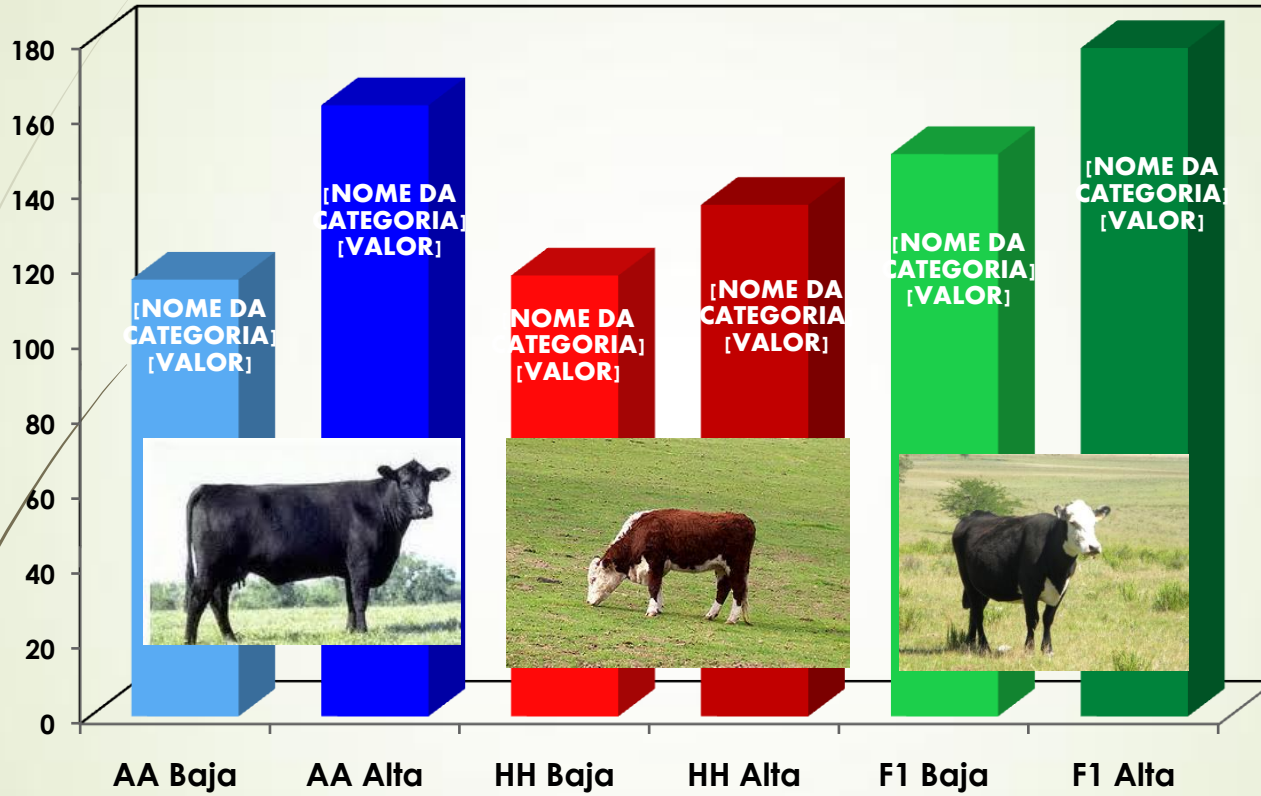 180
160
140
120
100
80
60
40
20
0
[NOME DA
CATEGORIA]
[VALOR]
[NOME DA
CATEGORIA]
[VALOR]
[NOME DA
CATEGORIA]
[VALOR]
[NOME DA
CATEGORIA]
[VALOR]
[NOME DA
CATEGORIA]
[VALOR]
[NOME DA
CATEGORIA]
[VALOR]
AA Baja
AA Alta
HH Baja
HH Alta
F1 Baja
F1 Alta